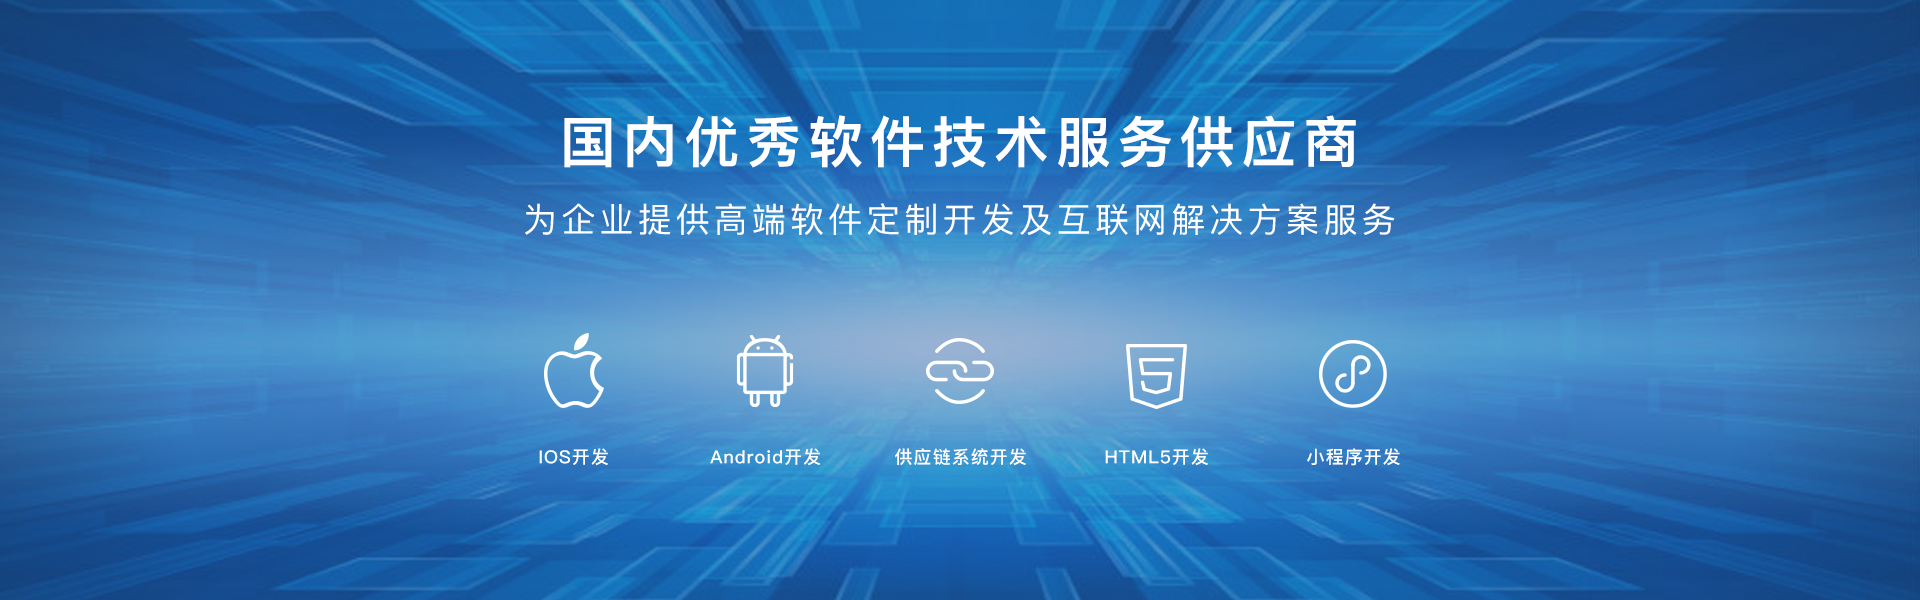 国内优秀软件技术服务供应商
为企业提供高端软件定制开发及互联网解决方案服务
IOS开发
Android开发
供应链系统开发
HTML5开发
小程序开发